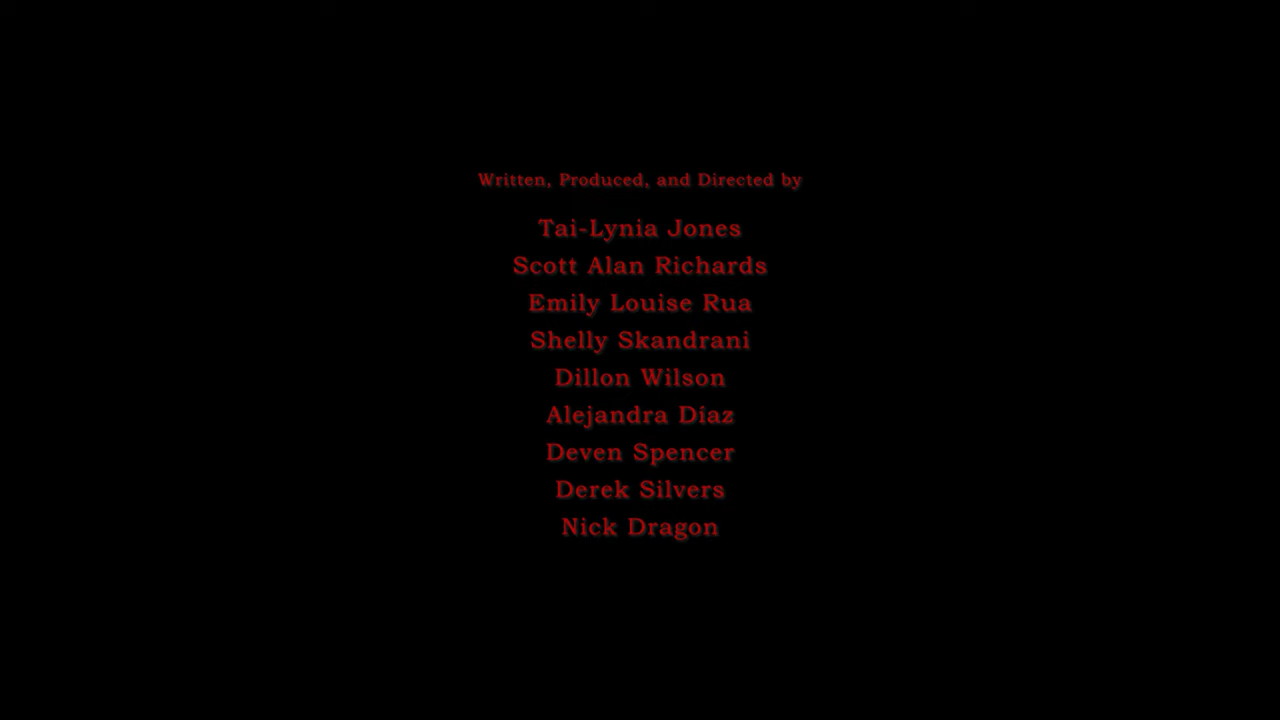 Written, Produced, and Directed by
Tai-Lynia Jones
Scott Alan Richards
Emily Louise Rua
Shelly Skandrani
Dillon Wilson
Alejandra Díaz
Deven Spencer
Derek Silvers
Nick Dragon